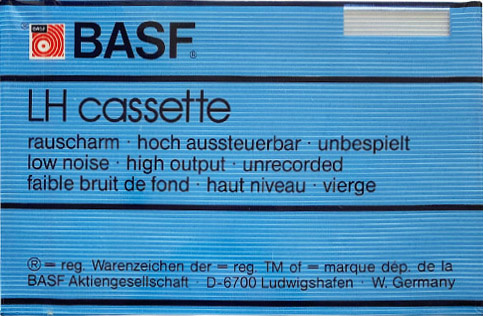 BASF
BASF®
LH cassette
rauscharm · hoch aussteuerbar · unbespielt
low noise · high output · unrecorded
faible bruit de fond · haut niveau · vierge
® = reg. Warenzeichen der = reg. TM of = marque dép. de la
BASF Aktiengesellschaft · D-6700 Ludwigshafen · W. Germany